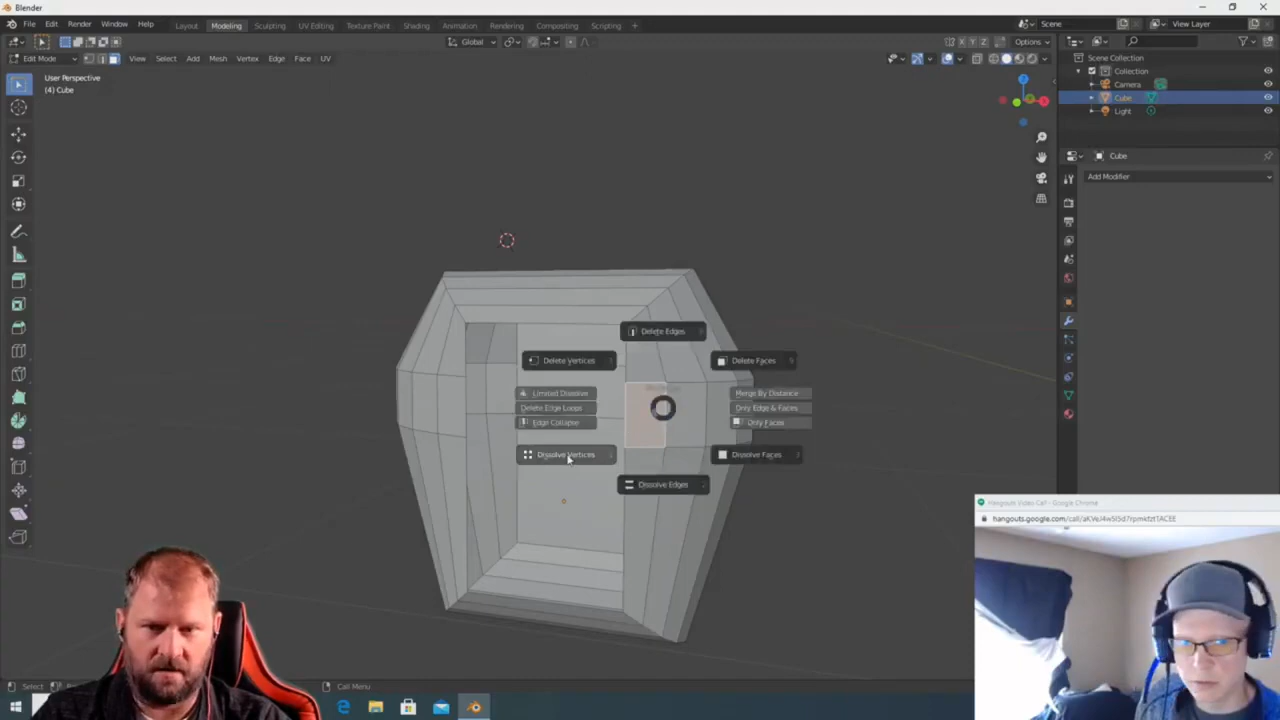 Blender
File Edit Render Window Help Layout Modeling Sculpting UV Editing Texture Paint Shading Animation Rendering Compositing Scripting + Scene View Layer
Global X Y Z Options
Edit Mode View Select Add Mesh Vertex Edge Face UV
User Perspective
(4) Cube
Scene Collection
Collection
Camera
Cube
Light
Cube
Add Modifier
Delete Edges
Delete Vertices Delete Faces
Limited Dissolve Merge By Distance
Delete Edge Loops Only Edge & Faces
Edge Collapse Only Faces
Dissolve Vertices Dissolve Faces
Dissolve Edges
Hangouts Video Call - Google Chrome
Select Call Menu